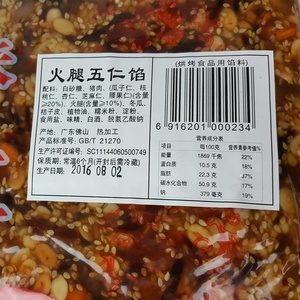 火腿五仁馅
(烘烤食品用馅料)
配料: 白砂糖、猪肉、(瓜子仁、核
桃仁、杏仁、芝麻仁、腰果仁)(含量
≥20%)、火腿(含量≥10%)、冬瓜、
桔子皮、植物油、糯米粉、淀粉、
食用盐、味精、白酒、脱氢乙酸钠
产地: 广东佛山 热加工
产品标准号: GB/T 21270
生产许可证编号: SC11144060500749
保质期: 常温6个月(开封后需冷藏)
生产日期: 2016 08 02
6 916201 000234
营养成分表
项目 每100克 营养素参考值%
能量 1869 千焦 22%
蛋白质 10.5 克 18%
脂肪 22.3 克 37%
碳水化合物 50.9 克 17%
钠 379 毫克 19%